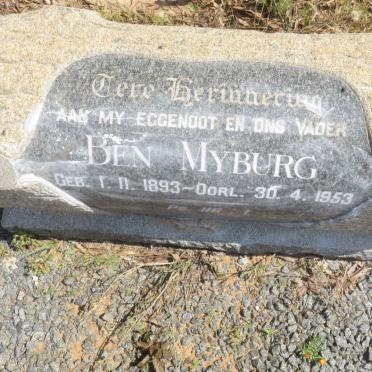 Tere Herinnering
AAN MY EGGENOOT EN ONS VADER
BEN MYBURG
GEB. 1. 11. 1893 – OORL. 30. 4. 1953